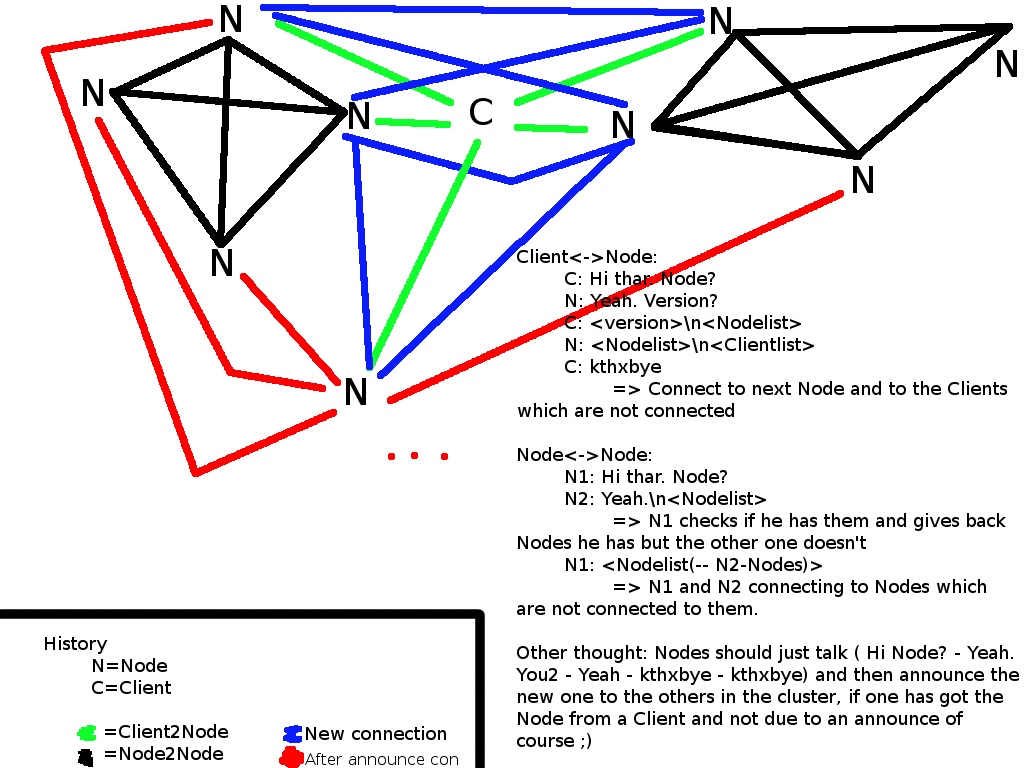 N
N
N
N
C
N
N
N
N
N
Client<->Node:
C: Hi thar. Node?
N: Yeah. Version?
C: <version>\n<Nodelist>
N: <Nodelist>\n<Clientlist>
C: kthxbye
=> Connect to next Node and to the Clients
which are not connected
Node<->Node:
N1: Hi thar. Node?
N2: Yeah.\n<Nodelist>
=> N1 checks if he has them and gives back
Nodes he has but the other one doesn't
N1: <Nodelist(-- N2-Nodes)>
=> N1 and N2 connecting to Nodes which
are not connected to them.
Other thought: Nodes should just talk ( Hi Node? - Yeah.
You2 - Yeah - kthxbye - kthxbye) and then announce the
new one to the others in the cluster, if one has got the
Node from a Client and not due to an announce of
course ;)
History
N=Node
C=Client
=Client2Node
New connection
=Node2Node
After announce con